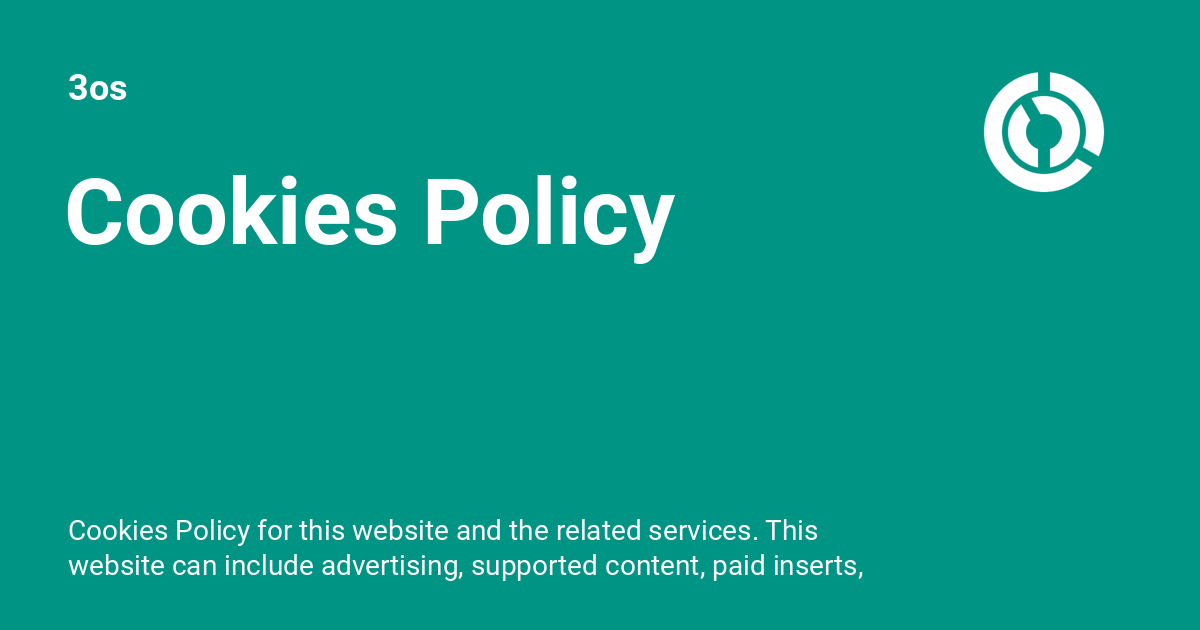 3os
Cookies Policy
Cookies Policy for this website and the related services. This
website can include advertising, supported content, paid inserts,